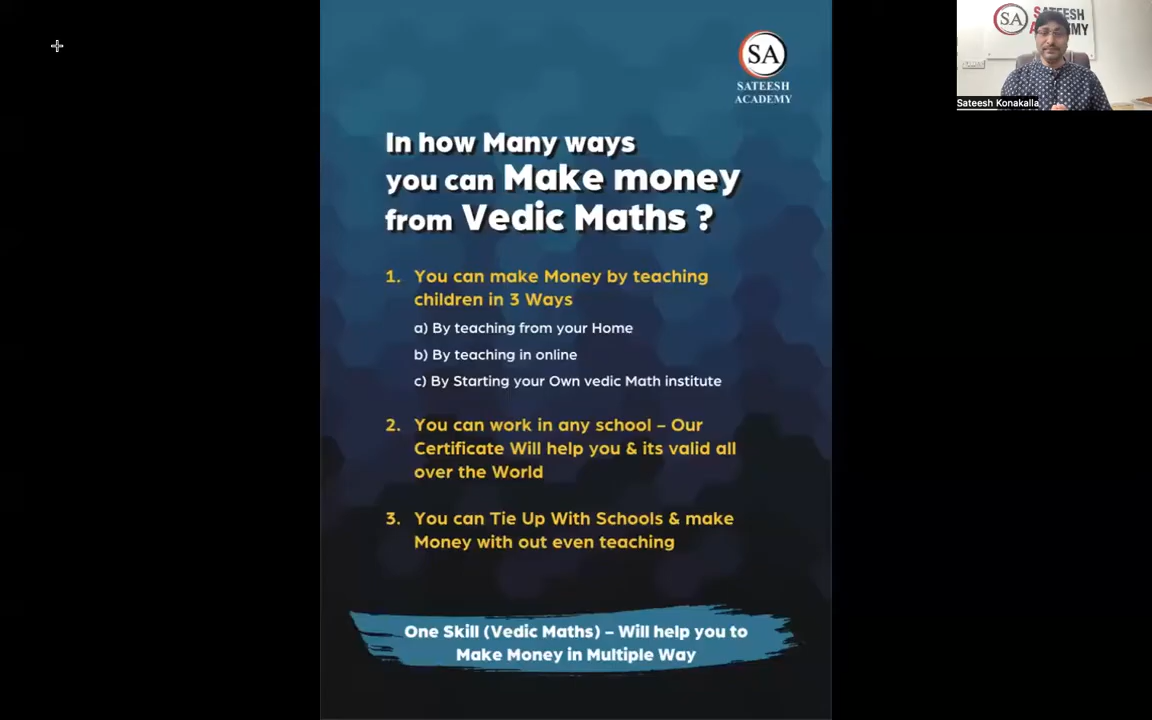 SA
SATEESH
ACADEMY
In how Many ways
you can Make money
from Vedic Maths ?
1. You can make Money by teaching
children in 3 Ways
a) By teaching from your Home
b) By teaching in online
c) By Starting your Own vedic Math institute
2. You can work in any school - Our
Certificate Will help you & its valid all
over the World
3. You can Tie Up With Schools & make
Money with out even teaching
One Skill (Vedic Maths) - Will help you to
Make Money in Multiple Way
SA
Sateesh Konakalla